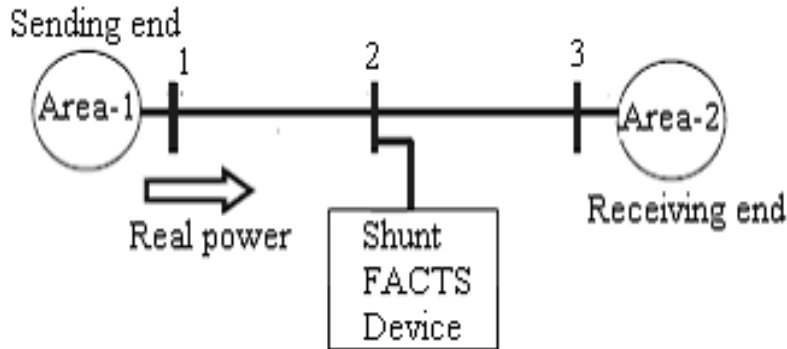 Sending end
1
2
3
Area-1
Area-2
Real power
Receiving end
Shunt
FACTS
Device